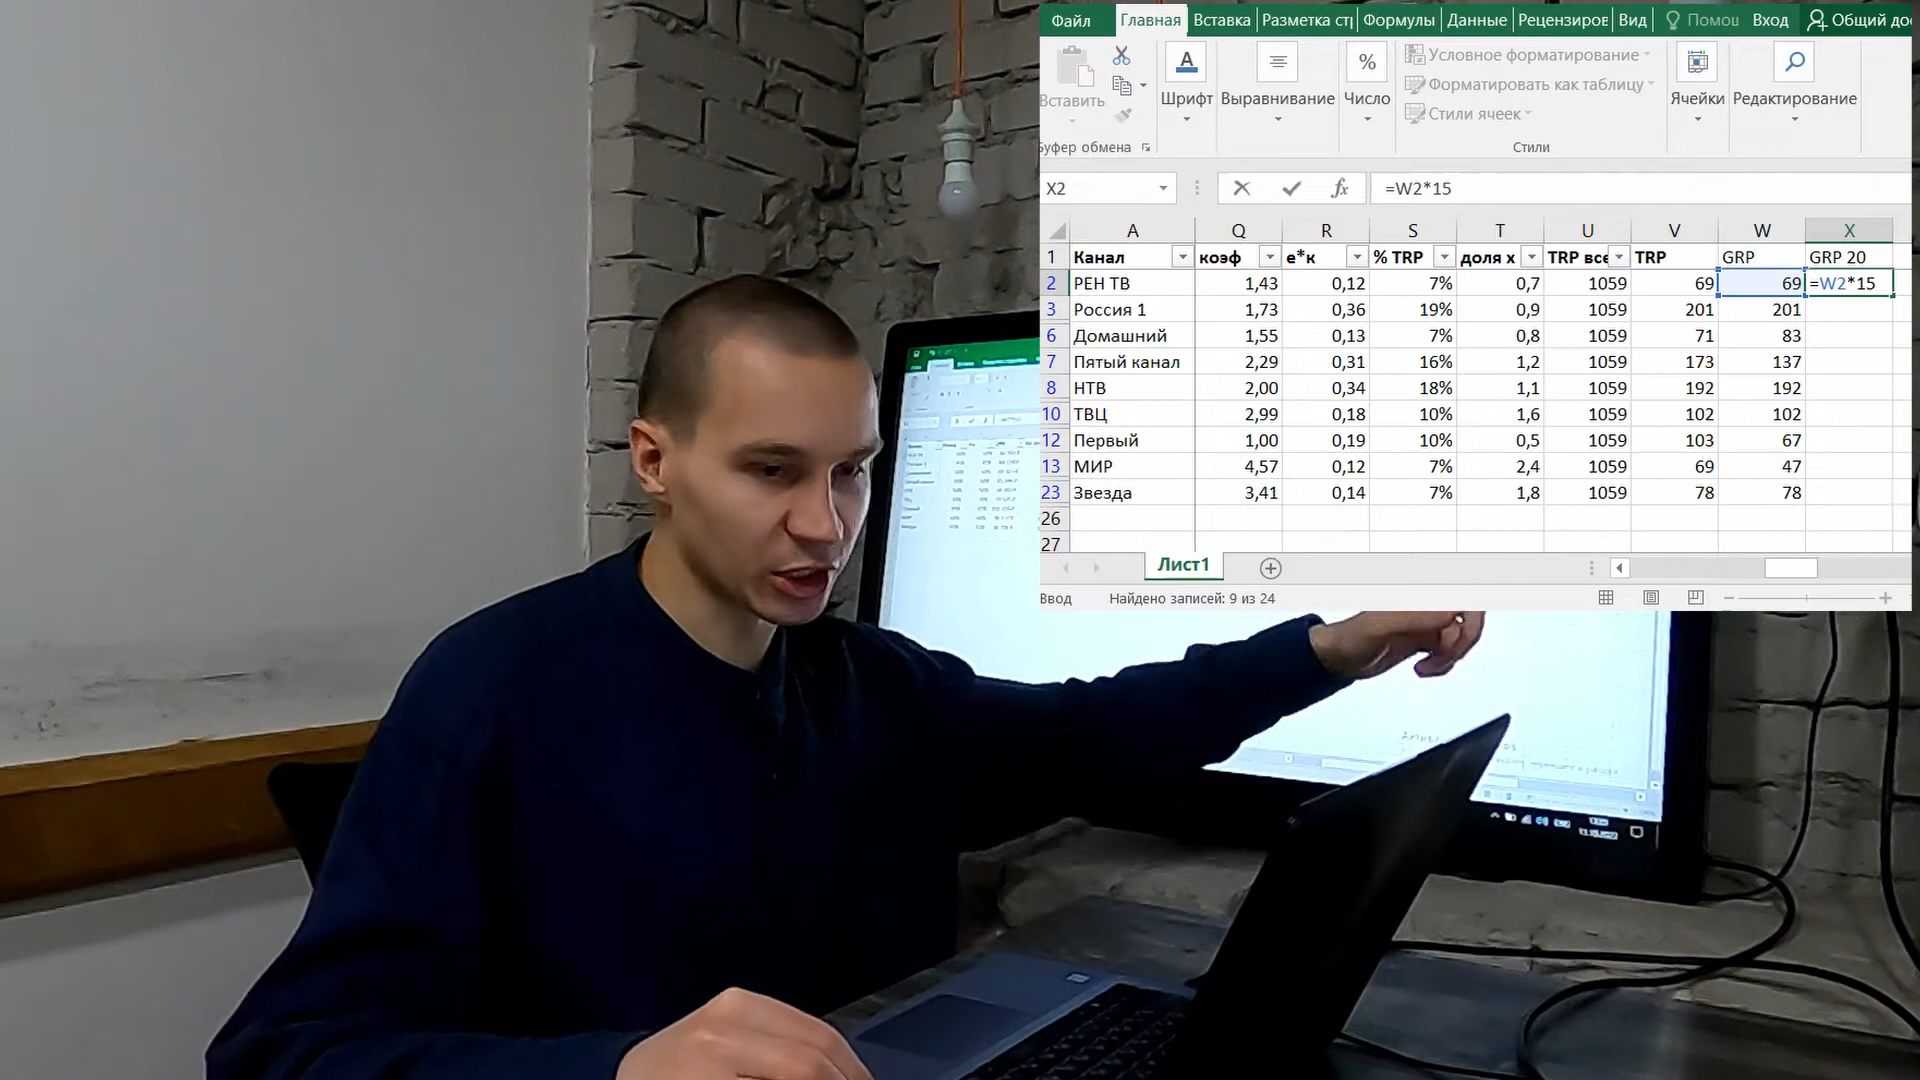 Файл Главная Вставка Разметка ст Формулы Данные Рецензиров Вид Помощ Вход Общий дос
Вставить
Шрифт Выравнивание Число
Условное форматирование
Форматировать как таблицу
Стили ячеек
Ячейки Редактирование
буфер обмена Стили
X2 fx =W2*15
A Q R S T U V W X
1 Канал коэф е*к % TRP доля х TRP все TRP GRP GRP 20
2 РЕН ТВ 1,43 0,12 7% 0,7 1059 69 69 =W2*15
3 Россия 1 1,73 0,36 19% 0,9 1059 201 201
6 Домашний 1,55 0,13 7% 0,8 1059 71 83
7 Пятый канал 2,29 0,31 16% 1,2 1059 173 137
8 НТВ 2,00 0,34 18% 1,1 1059 192 192
10 ТВЦ 2,99 0,18 10% 1,6 1059 102 102
12 Первый 1,00 0,19 10% 0,5 1059 103 67
13 МИР 4,57 0,12 7% 2,4 1059 69 47
23 Звезда 3,41 0,14 7% 1,8 1059 78 78
26
27
Лист1
Ввод Найдено записей: 9 из 24